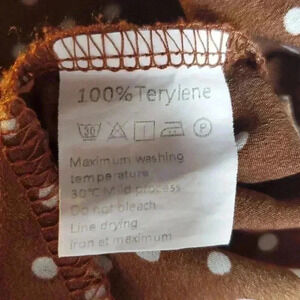 100%Terylene
30
P
Maximum washing
temperature
30°C Mild process
Do not bleach
Line drying
Iron at maximum